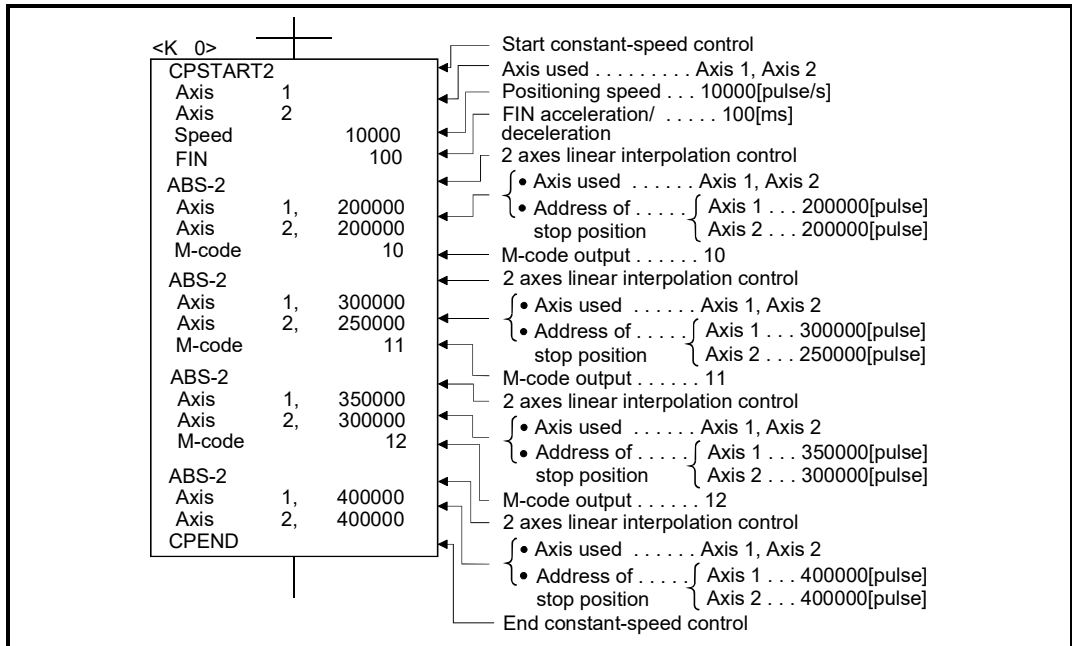 <K 0>
CPSTART2
Axis 1
Axis 2
Speed 10000
FIN 100
ABS-2
Axis 1, 200000
Axis 2, 200000
M-code 10
ABS-2
Axis 1, 300000
Axis 2, 250000
M-code 11
ABS-2
Axis 1, 350000
Axis 2, 300000
M-code 12
ABS-2
Axis 1, 400000
Axis 2, 400000
CPEND
Start constant-speed control
Axis used . . . . . . . . . Axis 1, Axis 2
Positioning speed . . . 10000[pulse/s]
FIN acceleration/ . . . . . 100[ms]
deceleration
2 axes linear interpolation control
• Axis used . . . . . . Axis 1, Axis 2
• Address of . . . . . Axis 1 . . . 200000[pulse]
stop position Axis 2 . . . 200000[pulse]
M-code output . . . . . . 10
2 axes linear interpolation control
• Axis used . . . . . . Axis 1, Axis 2
• Address of . . . . . Axis 1 . . . 300000[pulse]
stop position Axis 2 . . . 250000[pulse]
M-code output . . . . . . 11
2 axes linear interpolation control
• Axis used . . . . . . Axis 1, Axis 2
• Address of . . . . . Axis 1 . . . 350000[pulse]
stop position Axis 2 . . . 300000[pulse]
M-code output . . . . . . 12
2 axes linear interpolation control
• Axis used . . . . . . Axis 1, Axis 2
• Address of . . . . . Axis 1 . . . 400000[pulse]
stop position Axis 2 . . . 400000[pulse]
End constant-speed control